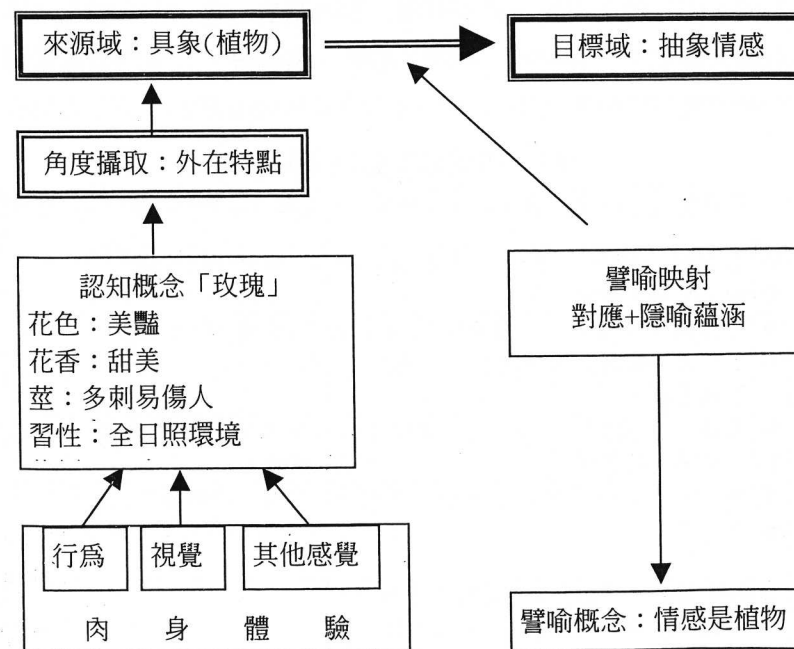 來源域：具象(植物)
目標域：抽象情感
角度攝取：外在特點
認知概念「玫瑰」
花色：美豔
花香：甜美
莖：多刺易傷人
習性：全日照環境
譬喻映射
對應+隱喻蘊涵
行為
視覺
其他感覺
肉身體驗
譬喻概念：情感是植物